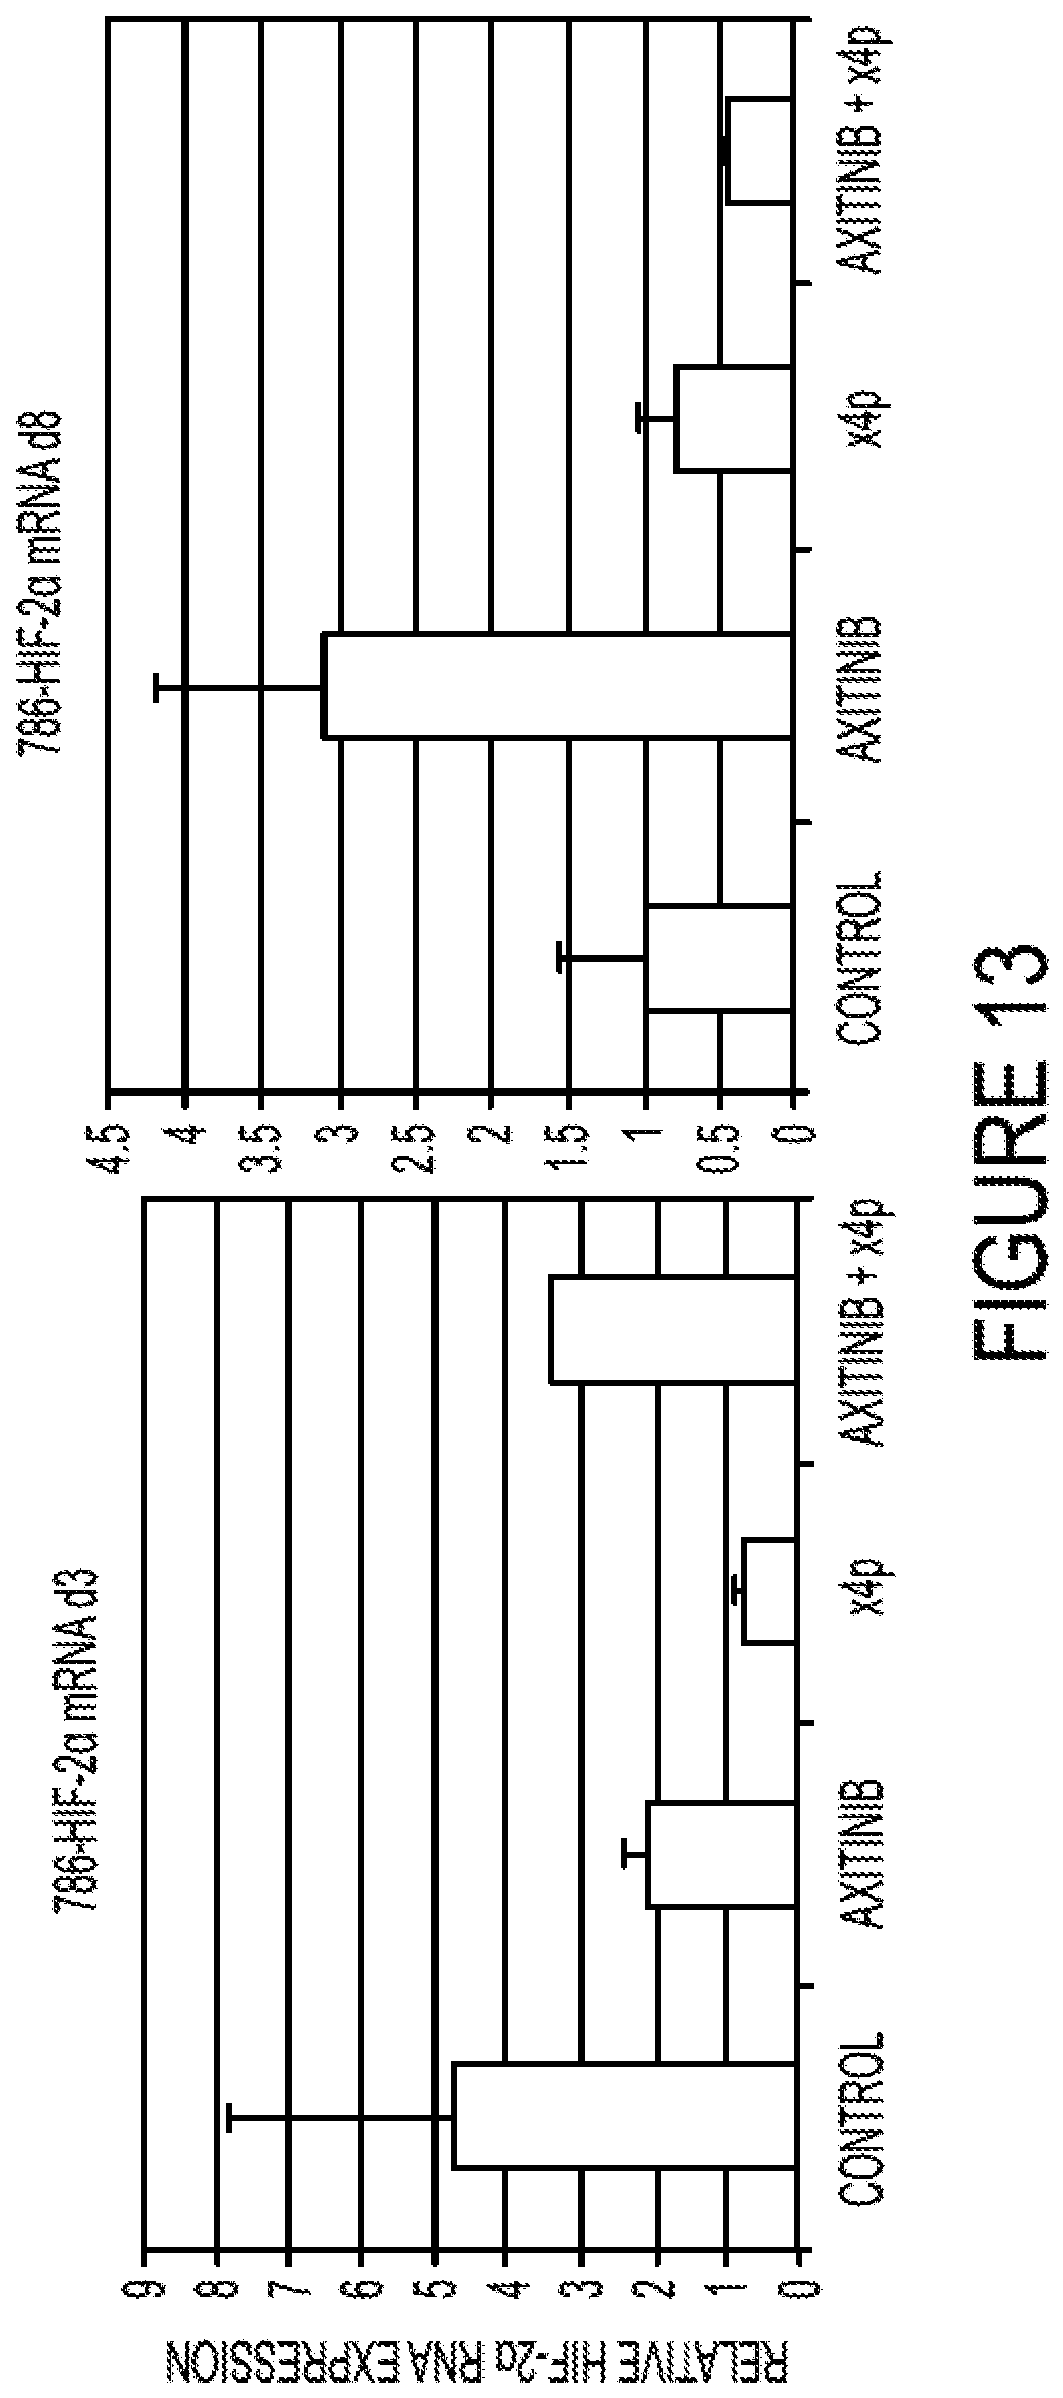 786-HIF-2α mRNA d3
RELATIVE HIF-2α RNA EXPRESSION
9
8
7
6
5
4
3
2
1
0
CONTROL
AXITINIB
x4p
AXITINIB + x4p
786-HIF-2α mRNA d8
4.5
4
3.5
3
2.5
2
1.5
1
0.5
0
CONTROL
AXITINIB
x4p
AXITINIB + x4p
FIGURE 13